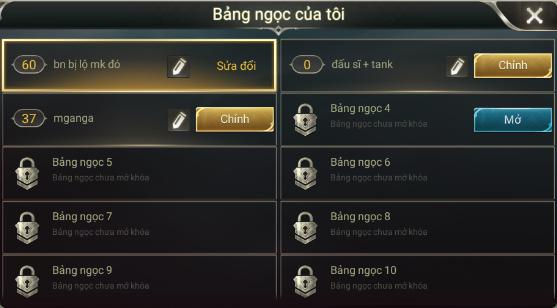 Bảng ngọc của tôi
60 bn bị lộ mk đó Sửa đổi
0 đấu sĩ + tank Chỉnh
37 mganga Chỉnh
Bảng ngọc 4
Bảng ngọc chưa mở khóa
Mở
Bảng ngọc 5
Bảng ngọc chưa mở khóa
Bảng ngọc 6
Bảng ngọc chưa mở khóa
Bảng ngọc 7
Bảng ngọc chưa mở khóa
Bảng ngọc 8
Bảng ngọc chưa mở khóa
Bảng ngọc 9
Bảng ngọc 10
Bảng ngọc chưa mở khóa
Bảng ngọc chưa mở khóa